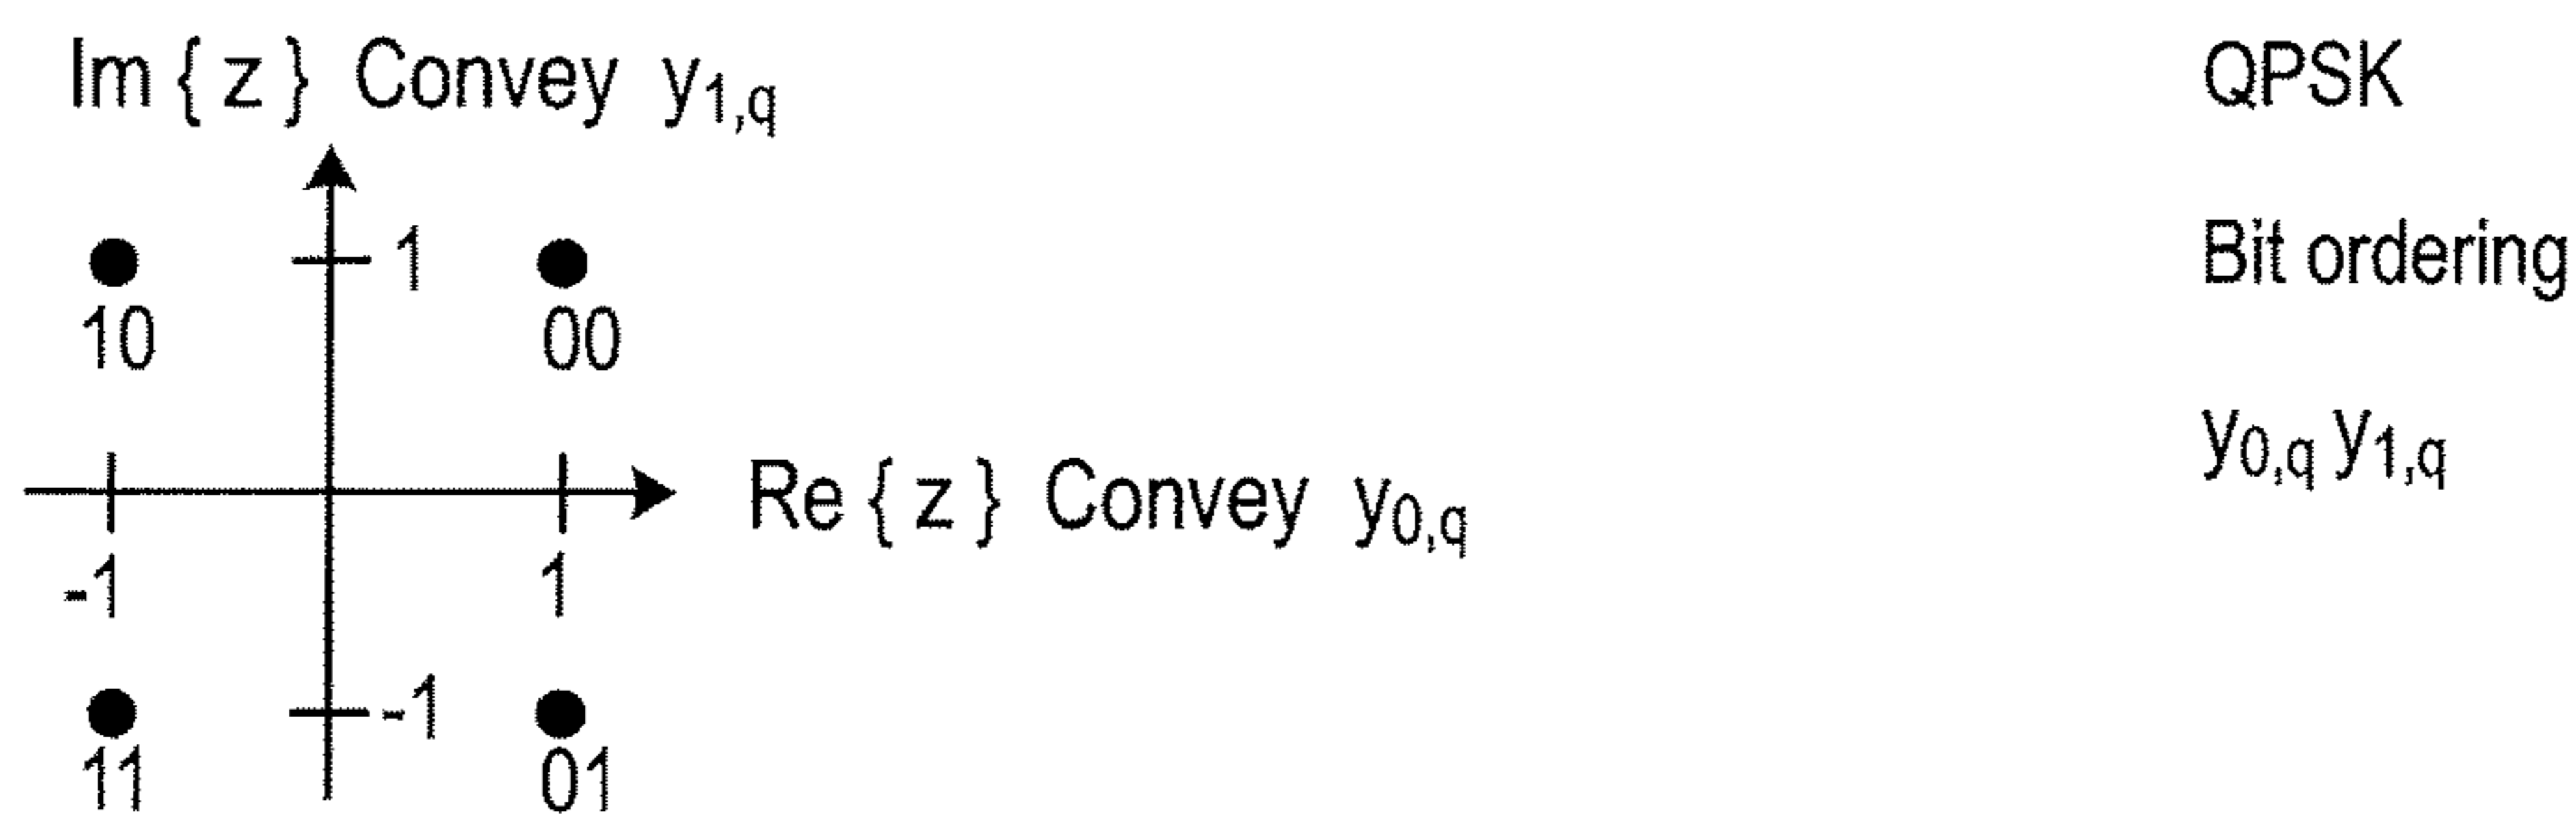 Im { z } Convey y1,q
QPSK
1
Bit ordering
10
00
y0,q y1,q
Re { z } Convey y0,q
-1
1
-1
11
01